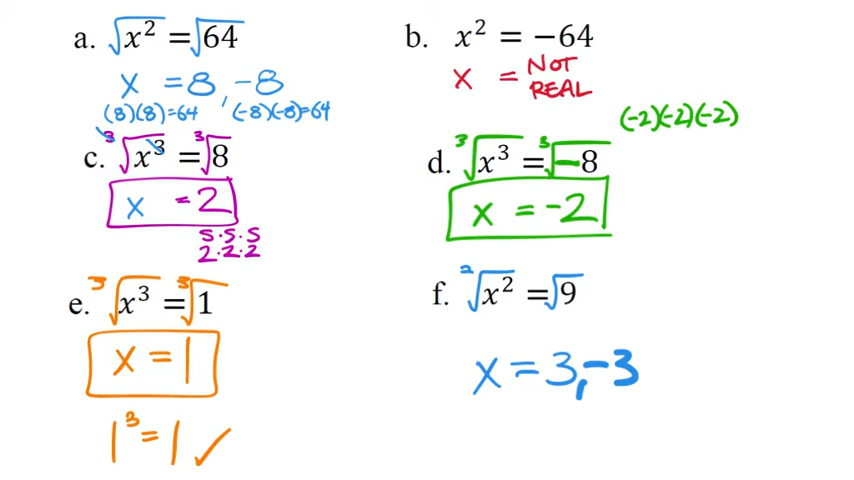 a. √x² = √64
x = 8, -8
(8)(8)=64 (-8)(-8)=64
b. x² = −64
x = NOT REAL
c. ³√x³ = ³√8
x = 2
5·5·5
2·2·2
d. ³√x³ = ³√−8
(-2)(-2)(-2)
x = -2
e. ³√x³ = ³√1
x = 1
1³ = 1 ✓
f. ²√x² = √9
x = 3, -3